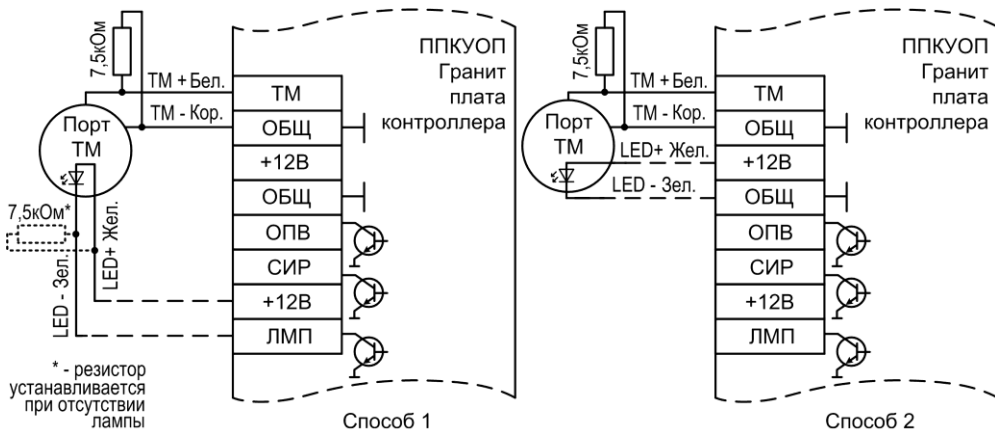 7,5кОм
ТМ + Бел.
ТМ - Кор.
Порт
ТМ
7,5кОм*
LED - Зел.
LED+ Жел.
* - резистор
устанавливается
при отсутствии
лампы
ППКУОП
Гранит
плата
контроллера
ТМ
ОБЩ
+12В
ОБЩ
ОПВ
СИР
+12В
ЛМП
Способ 1
7,5кОм
ТМ + Бел.
ТМ - Кор.
Порт
ТМ
LED+ Жел.
LED - Зел.
ППКУОП
Гранит
плата
контроллера
ТМ
ОБЩ
+12В
ОБЩ
ОПВ
СИР
+12В
ЛМП
Способ 2